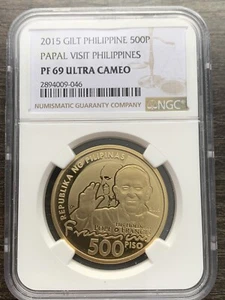 2015 GILT PHILIPPINE 500P
PAPAL VISIT PHILIPPINES
PF 69 ULTRA CAMEO
2894009-046
NUMISMATIC GUARANTY COMPANY
NGC
REPUBLIKA NG PILIPINAS
500
PISO